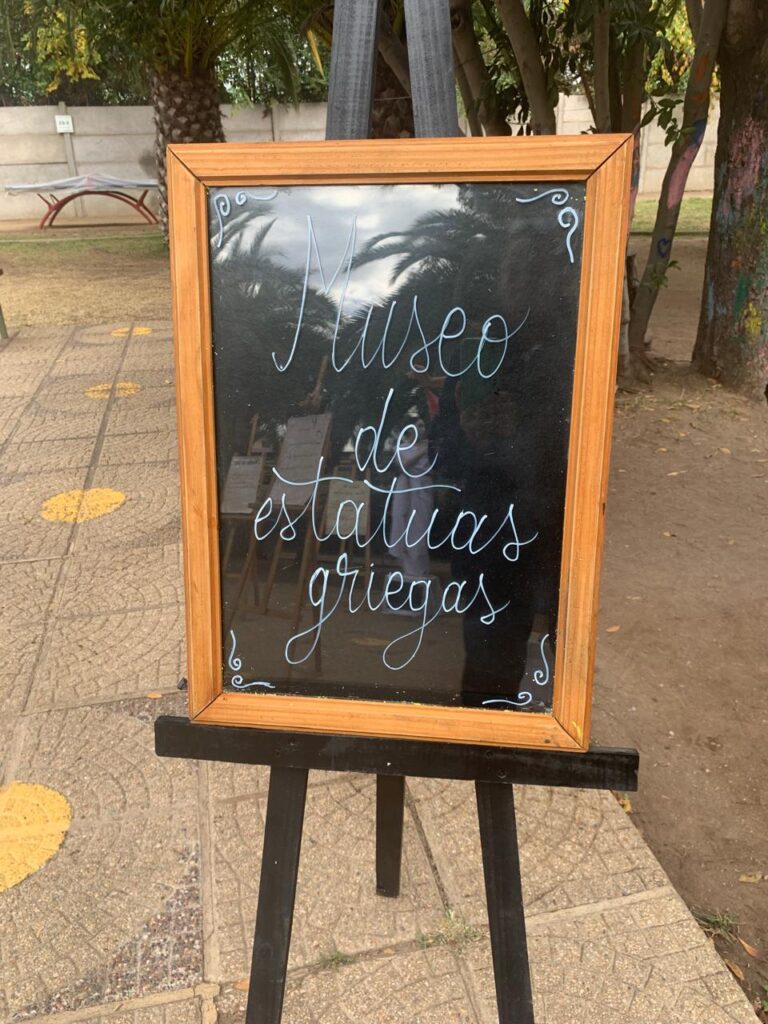 Museo
de
estatuas
griegas